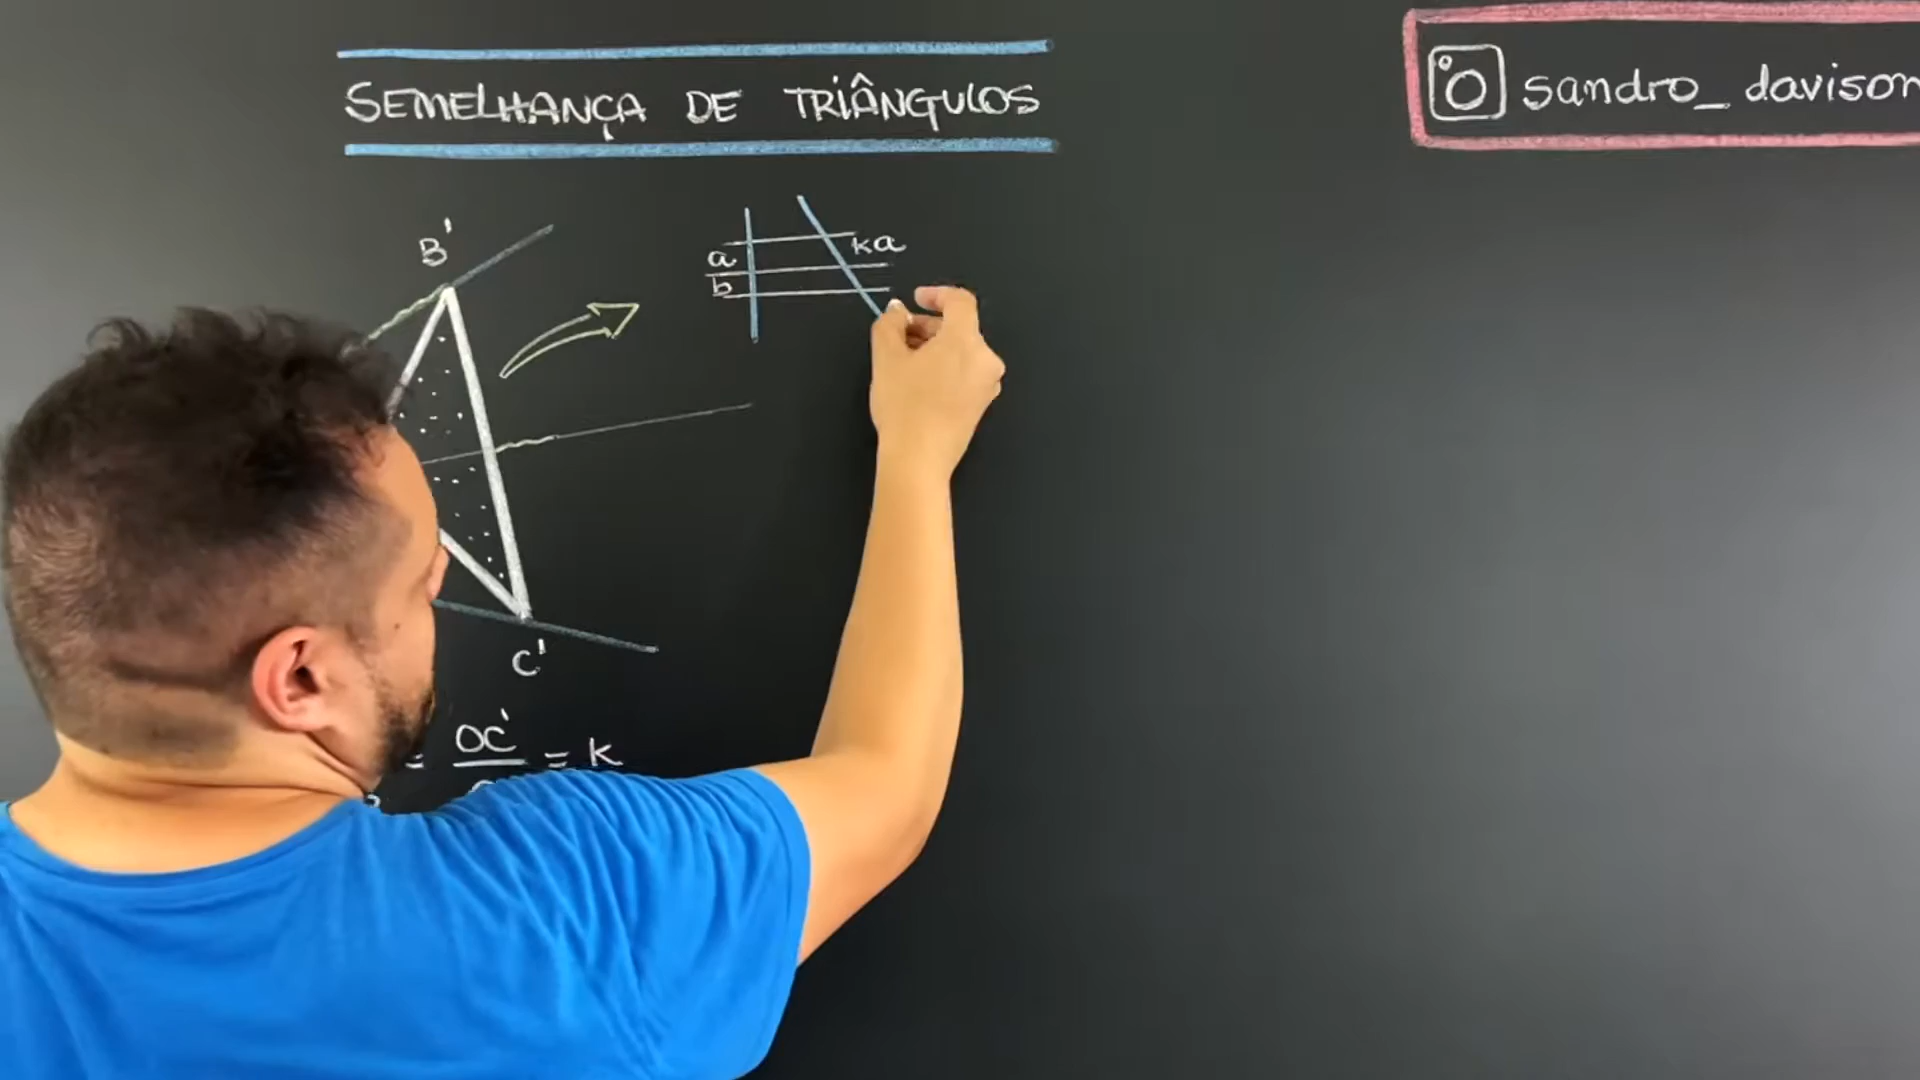 SEMELHANÇA DE TRIÂNGULOS
sandro_davison
B'
a
ka
b
C'
= OC' = k